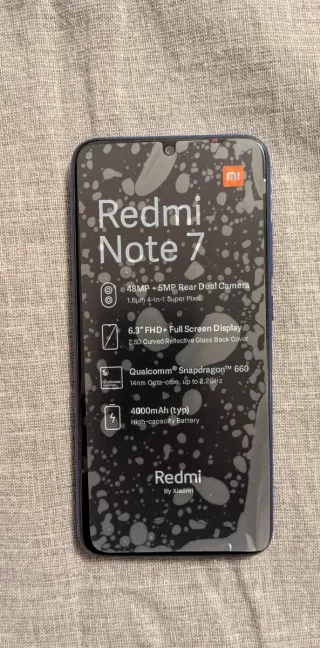 mi
Redmi
Note 7
48MP + 5MP Rear Dual Camera
1.6μm 4-in-1 Super Pixel
6.3" FHD+ Full Screen Display
2.5D Curved Reflective Glass Back Cover
Qualcomm® Snapdragon™ 660
14nm Octa-core, up to 2.2GHz
4000mAh (typ)
High-capacity Battery
Redmi
by Xiaomi